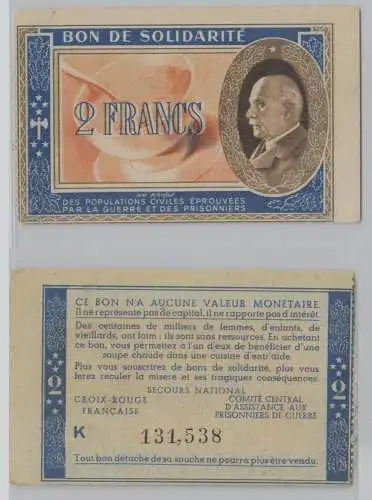 BON DE SOLIDARITÉ
2 FRANCS
DES POPULATIONS CIVILES ÉPROUVÉES
PAR LA GUERRE ET DES PRISONNIERS
CE BON N'A AUCUNE VALEUR MONETAIRE.
Il ne représente pas de capital, il ne rapporte pas d'intérêt.
Des centaines de milliers de femmes, d'enfants, de
vieillards, ont faim; ils sont sans ressources. En achetant
ce bon, vous permettez à l'un d'eux de bénéficier d'une
soupe chaude dans une cuisine d'entr'aide.
Plus vous souscrirez de bons de solidarité, plus vous
ferez reculer la misère et ses tragiques conséquences.
SECOURS NATIONAL
CROIX-ROUGE
FRANÇAISE
COMITÉ CENTRAL
D'ASSISTANCE AUX
PRISONNIERS DE GUERRE
2
2
K 131,538
Tout bon détaché de sa souche ne pourra plus être vendu.